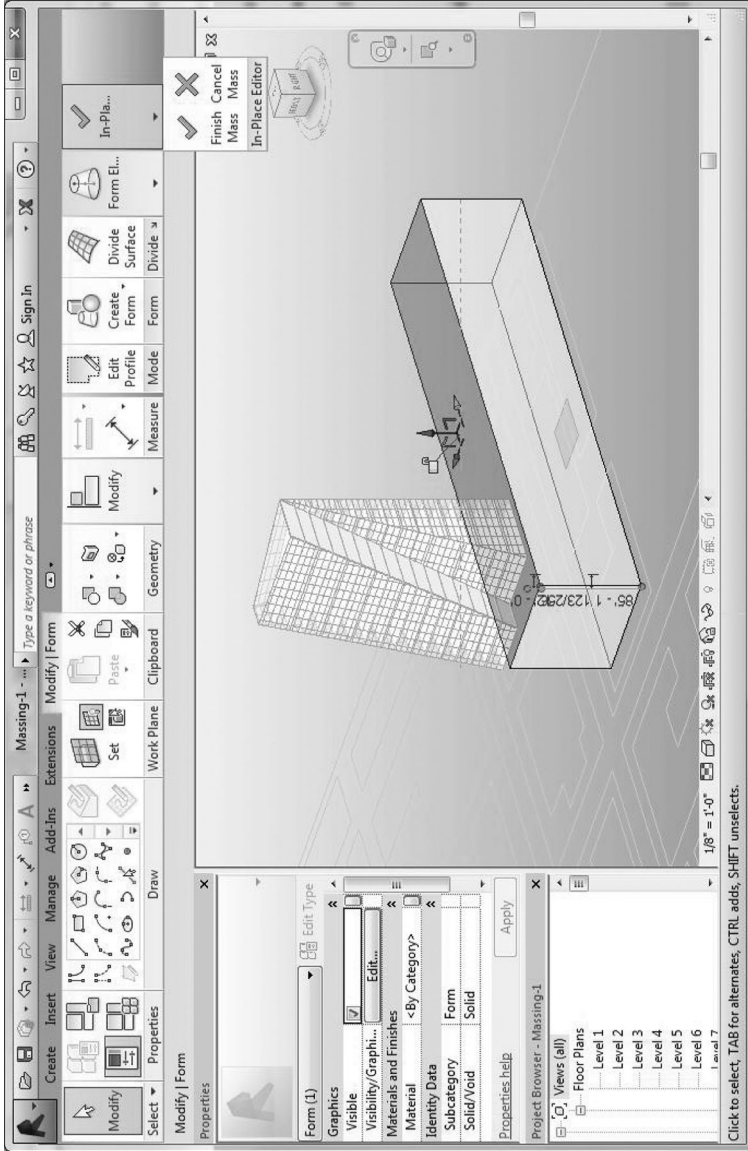 Massing-1 - ... Type a keyword or phrase Sign In
Create Insert View Manage Add-Ins Extensions Modify | Form
Modify
Set
Paste
Modify
Edit Profile
Create Form
Divide Surface
Form El...
In-Pla...
Select Properties Draw Work Plane Clipboard Geometry Measure Mode Form Divide
Finish Mass
Cancel Mass
In-Place Editor
Modify | Form
Properties
Form (1) Edit Type
Graphics
Visible
Visibility/Graphi... Edit...
Materials and Finishes
Material <By Category>
Identity Data
Subcategory Form
Solid/Void Solid
Properties help Apply
Project Browser - Massing-1
Views (all)
Floor Plans
Level 1
Level 2
Level 3
Level 4
Level 5
Level 6
Level 7
1/8" = 1'-0"
Click to select, TAB for alternates, CTRL adds, SHIFT unselects.